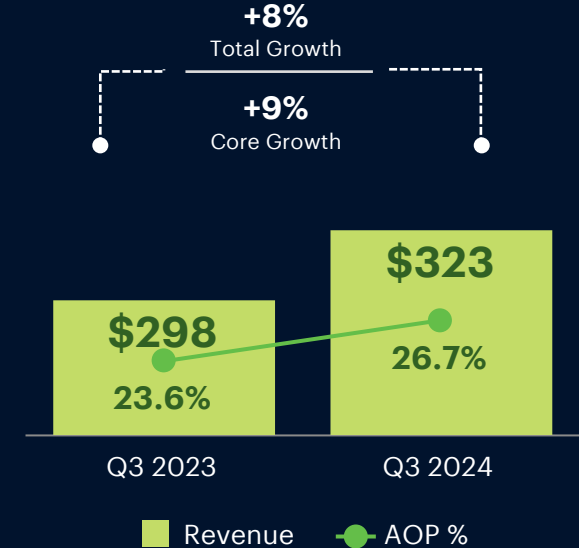 +8%
Total Growth
+9%
Core Growth
$298
23.6%
$323
26.7%
Q3 2023
Q3 2024
Revenue
AOP %